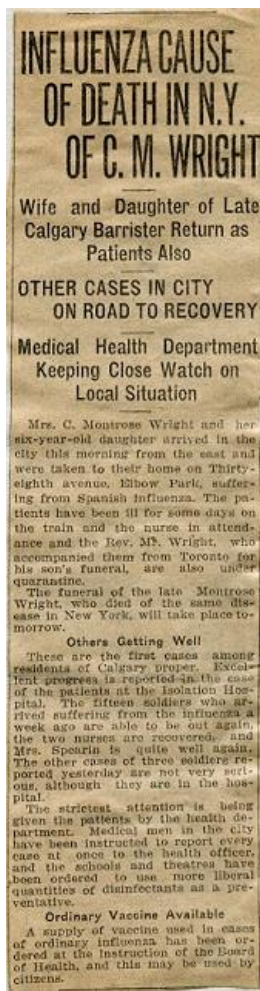 INFLUENZA CAUSE
OF DEATH IN N.Y.
OF C. M. WRIGHT
Wife and Daughter of Late
Calgary Barrister Return as
Patients Also
OTHER CASES IN CITY
ON ROAD TO RECOVERY
Medical Health Department
Keeping Close Watch on
Local Situation
Mrs. C. Montrose Wright and her
six-year-old daughter arrived in the
city this morning from the east and
were taken to their home on Thirty-
eighth avenue, Elbow Park, suffer-
ing from Spanish influenza. The pa-
tients have been ill for some days on
the train and the nurse in attend-
ance and the Rev. Mr. Wright, who
accompanied them from Toronto for
his son's funeral, are also under
quarantine.
The funeral of the late Montrose
Wright, who died of the same dis-
ease in New York, will take place to-
morrow.
Others Getting Well
These are the first cases among
residents of Calgary proper. Excel-
lent progress is reported in the case
of the patients at the Isolation Hos-
pital. The fifteen soldiers who ar-
rived suffering from the influenza a
week ago are able to be out again,
the two nurses are recovered, and
Mrs. Spearin is quite well again.
The other cases of three soldiers re-
ported yesterday are not very seri-
ous, although they are in the hos-
pital.
The strictest attention is being
given the patients by the health de-
partment. Medical men in the city
have been instructed to report every
case at once to the health officer,
and the schools and theatres have
been ordered to use more liberal
quantities of disinfectants as a pre-
ventative.
Ordinary Vaccine Available
A supply of vaccine used in cases
of ordinary influenza has been or-
dered at the instruction of the Board
of Health, and this may be used by
citizens.